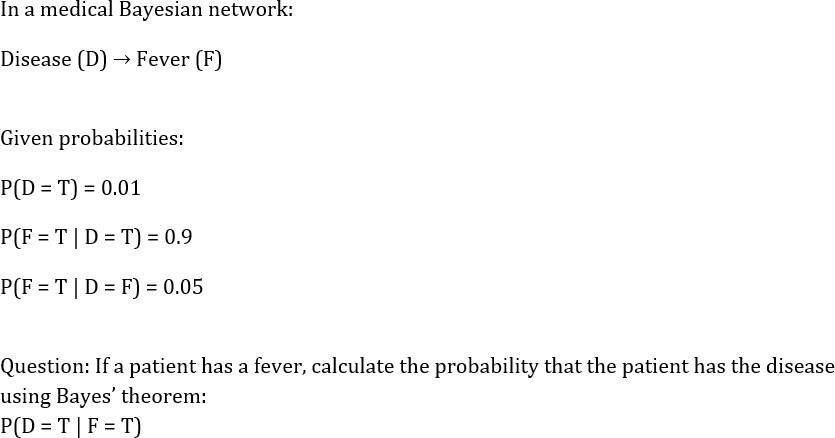 In a medical Bayesian network:
Disease (D) → Fever (F)
Given probabilities:
P(D = T) = 0.01
P(F = T | D = T) = 0.9
P(F = T | D = F) = 0.05
Question: If a patient has a fever, calculate the probability that the patient has the disease
using Bayes’ theorem:
P(D = T | F = T)